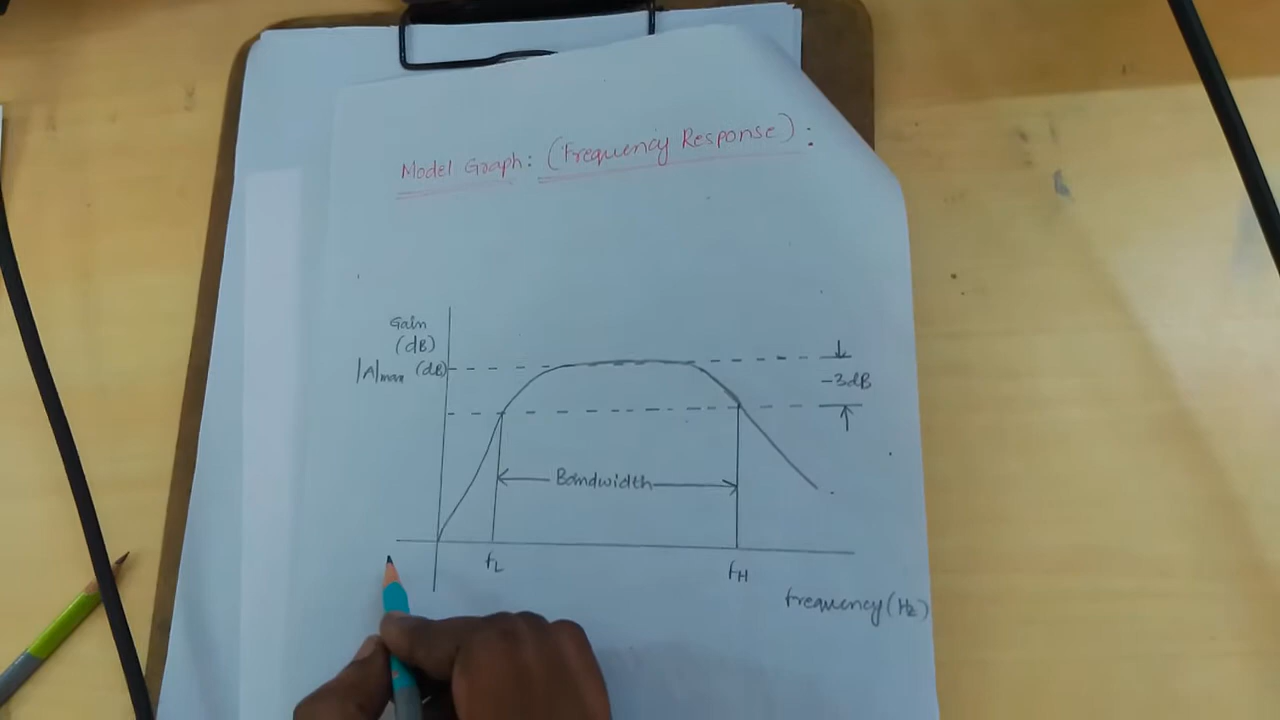 Model Graph: (Frequency Response):
Gain
(dB)
|A|max (dB)
-3dB
Bandwidth
fL
fH
frequency (Hz)